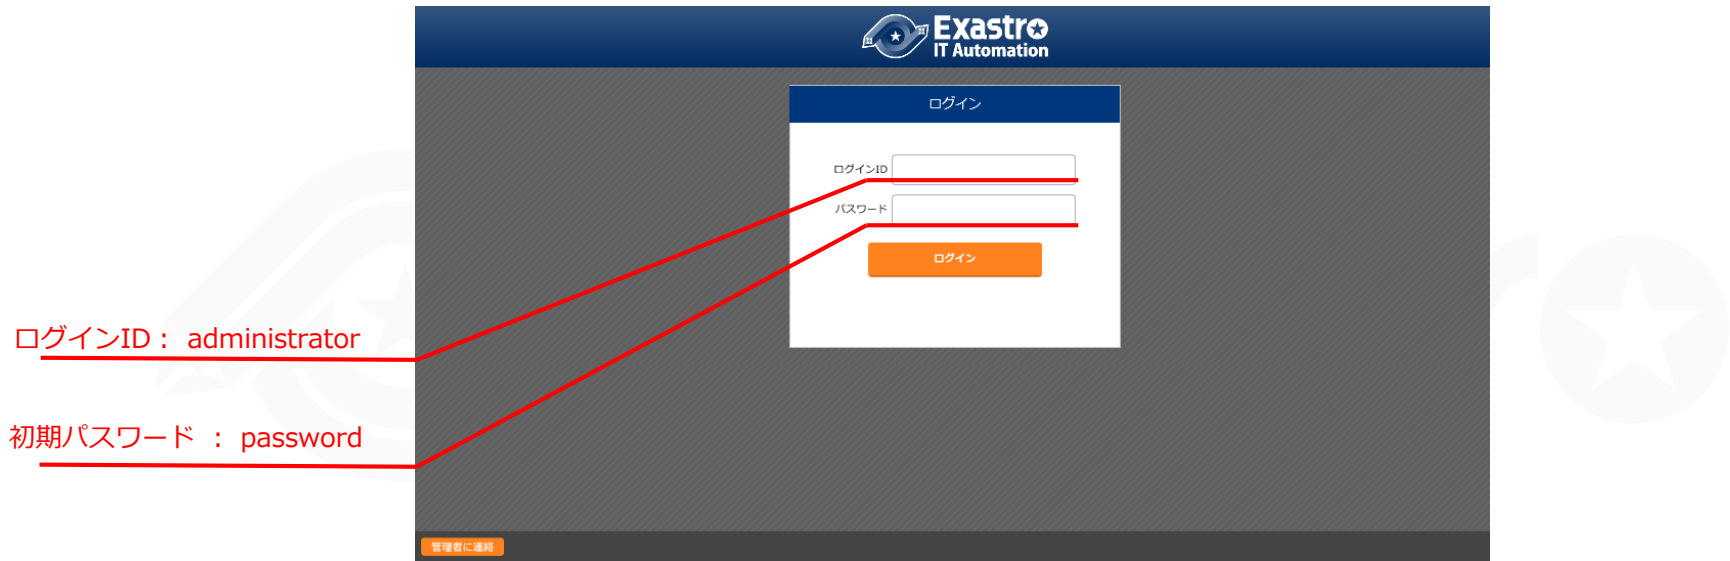 Exastro
IT Automation
ログイン
ログインID
パスワード
ログイン
ログインID： administrator
初期パスワード ： password
管理者に連絡